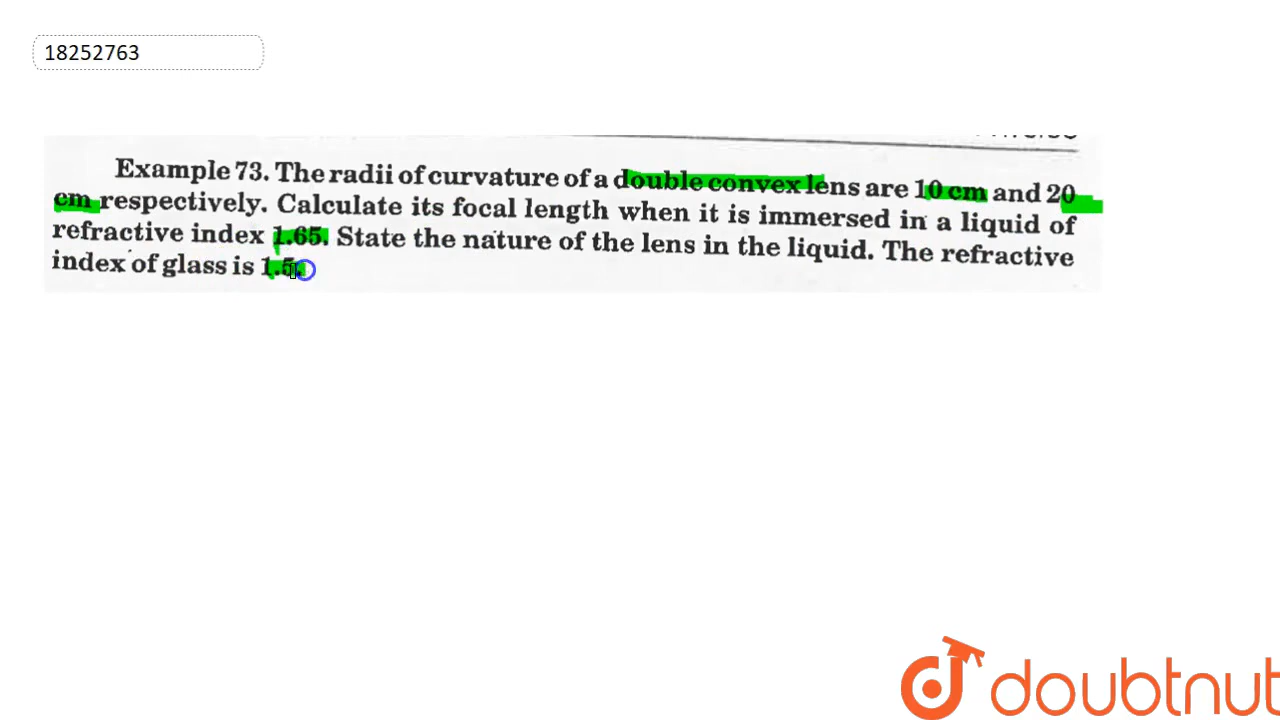 18252763
Example 73. The radii of curvature of a double convex lens are 10 cm and 20
cm respectively. Calculate its focal length when it is immersed in a liquid of
refractive index 1.65. State the nature of the lens in the liquid. The refractive
index of glass is 1.5.
doubtnut